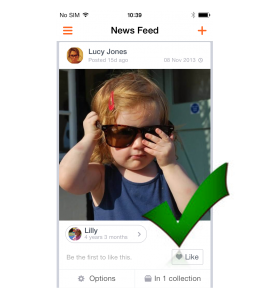 No SIM 10:39
News Feed
Lucy Jones
Posted 15d ago 08 Nov 2013
Lilly
4 years 3 months
Be the first to like this. Like
Options In 1 collection